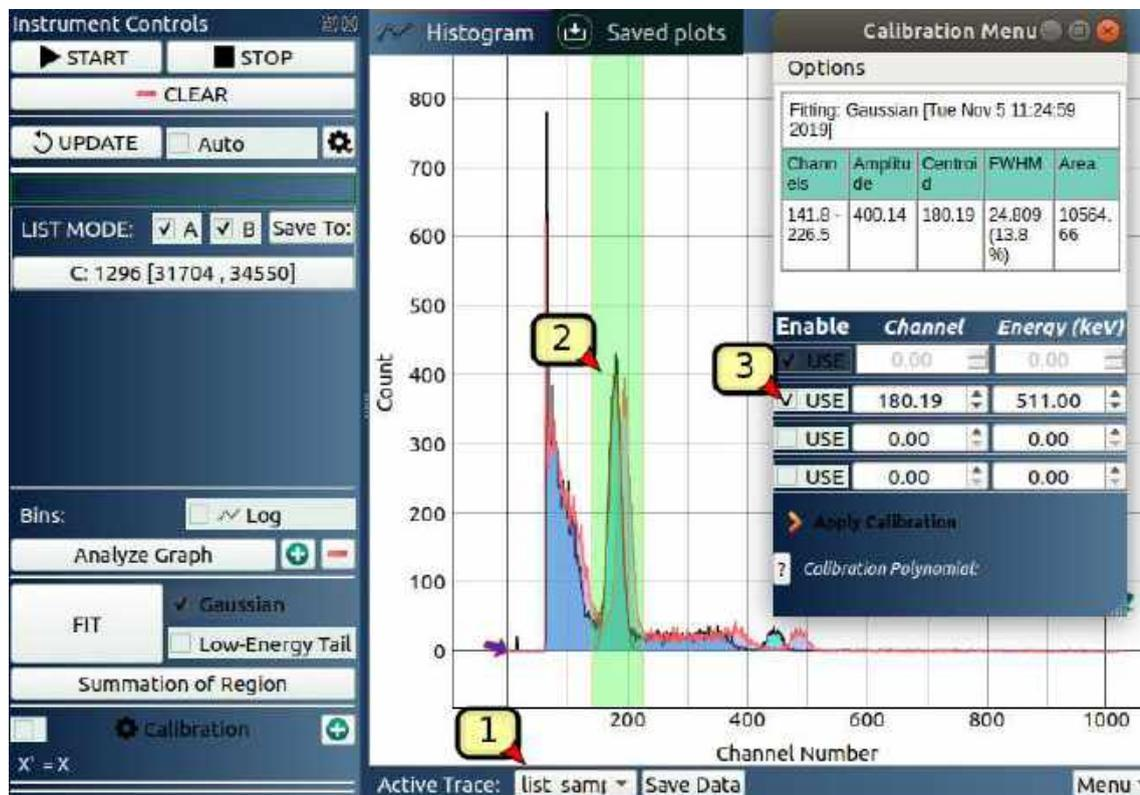 Instrument Controls
START
STOP
CLEAR
UPDATE
Auto
LIST MODE:
A
B
Save To:
C: 1296 [31704 , 34550]
Bins:
Log
Analyze Graph
FIT
Gaussian
Low-Energy Tail
Summation of Region
Calibration
X' = X
Histogram
Saved plots
Count
800
700
600
500
400
300
200
100
0
200
400
600
800
1000
Channel Number
1
2
3
Active Trace:
list_samp
Save Data
Menu
Calibration Menu
Options
Fitting: Gaussian [Tue Nov 5 11:24:59
2019]
Chann
els
Amplitu
de
Centroi
d
FWHM
Area
141.8 -
226.5
400.14
180.19
24.809
(13.8
%)
10564.
66
Enable
Channel
Energy (keV)
USE
0.00
0.00
USE
180.19
511.00
USE
0.00
0.00
USE
0.00
0.00
Apply Calibration
?
Calibration Polynomial: